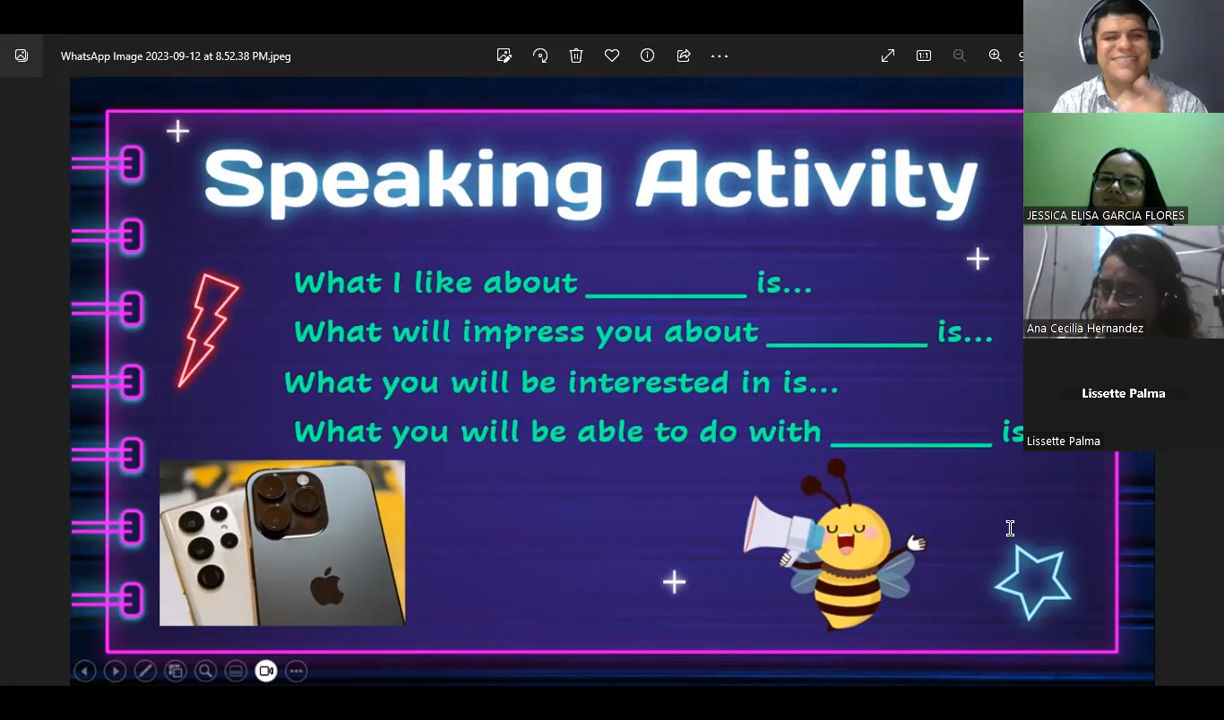 WhatsApp Image 2023-09-12 at 8.52.38 PM.jpeg
1:1
Speaking Activity
What I like about __________ is...
What will impress you about __________ is...
What you will be interested in is...
What you will be able to do with __________ is
JESSICA ELISA GARCIA FLORES
Ana Cecilia Hernandez
Lissette Palma
Lissette Palma